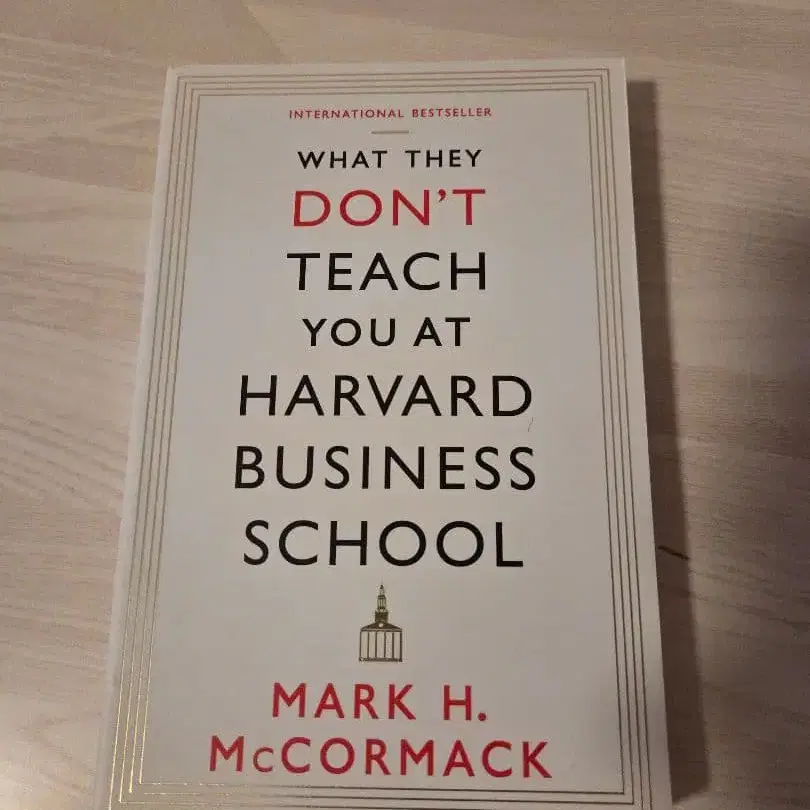 INTERNATIONAL BESTSELLER
WHAT THEY
DON'T
TEACH
YOU AT
HARVARD
BUSINESS
SCHOOL
MARK H.
McCORMACK